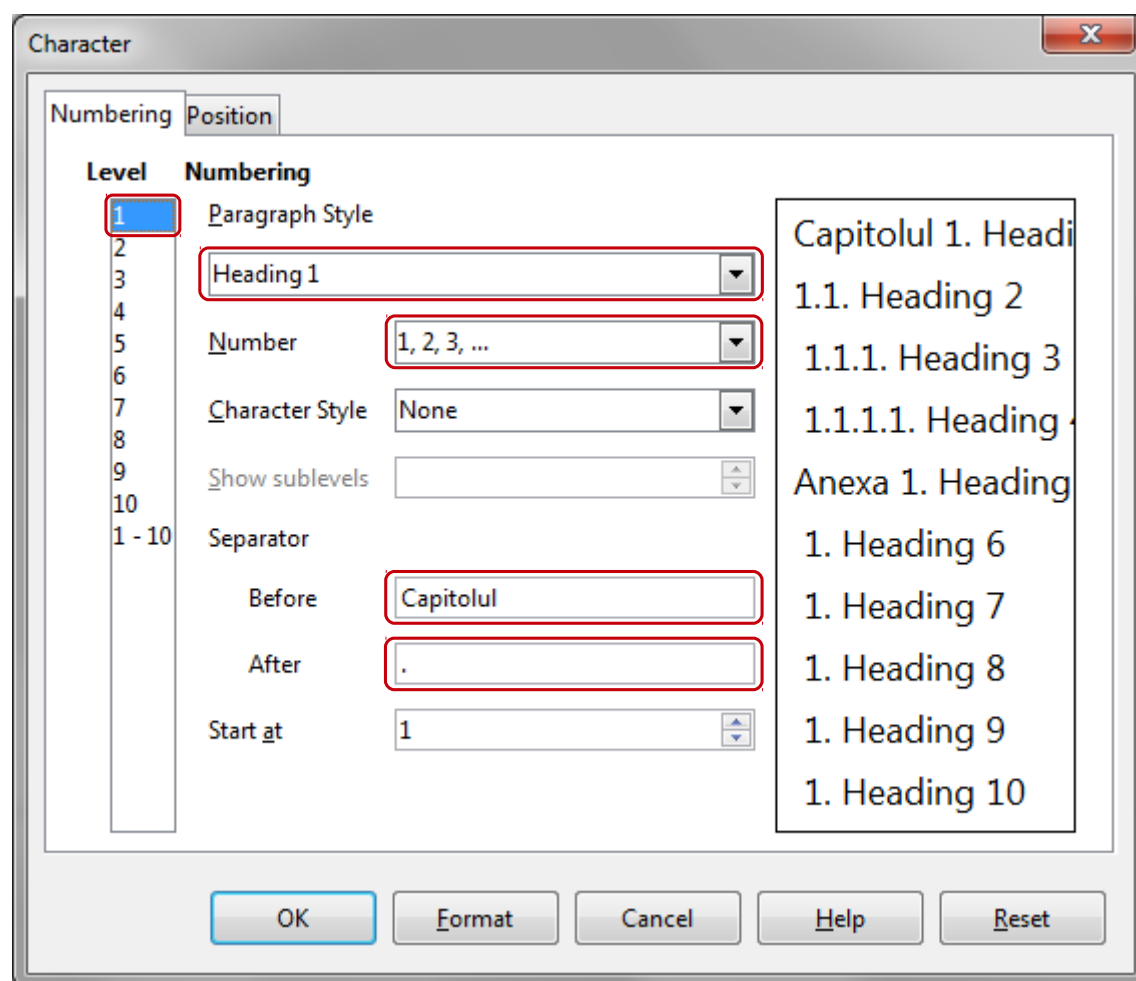 Character
Numbering Position
Level Numbering
1 Paragraph Style
2
Heading 1
3
4
Number 1, 2, 3, ...
5
6
Character Style None
7
8
Show sublevels
9
10
1 - 10 Separator
Before Capitolul
After .
Start at 1
Capitolul 1. Headi
1.1. Heading 2
1.1.1. Heading 3
1.1.1.1. Heading
Anexa 1. Heading
1. Heading 6
1. Heading 7
1. Heading 8
1. Heading 9
1. Heading 10
OK Format Cancel Help Reset